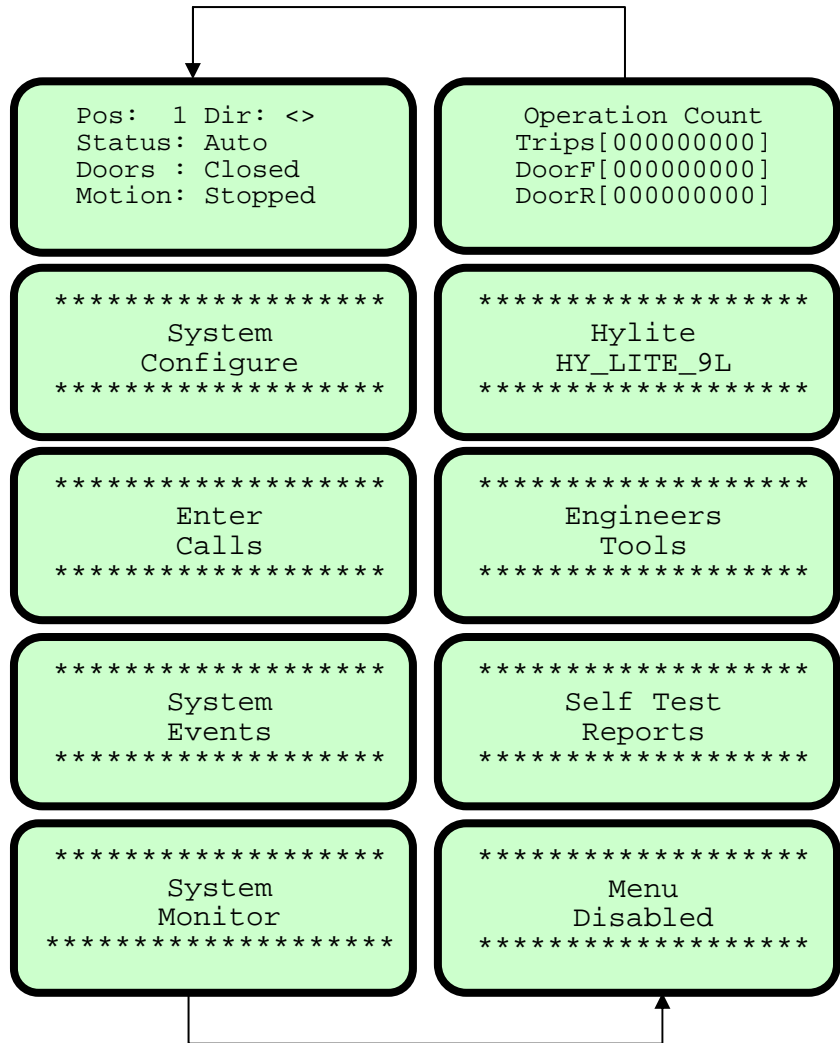 Pos: 1 Dir: <>
Status: Auto
Doors : Closed
Motion: Stopped
Operation Count
Trips[000000000]
DoorF[000000000]
DoorR[000000000]
*******************
System
Configure
*******************
*******************
Hylite
HY_LITE_9L
*******************
*******************
Enter
Calls
*******************
*******************
Engineers
Tools
*******************
*******************
System
Events
*******************
*******************
Self Test
Reports
*******************
*******************
System
Monitor
********************
*******************
Menu
Disabled
*******************